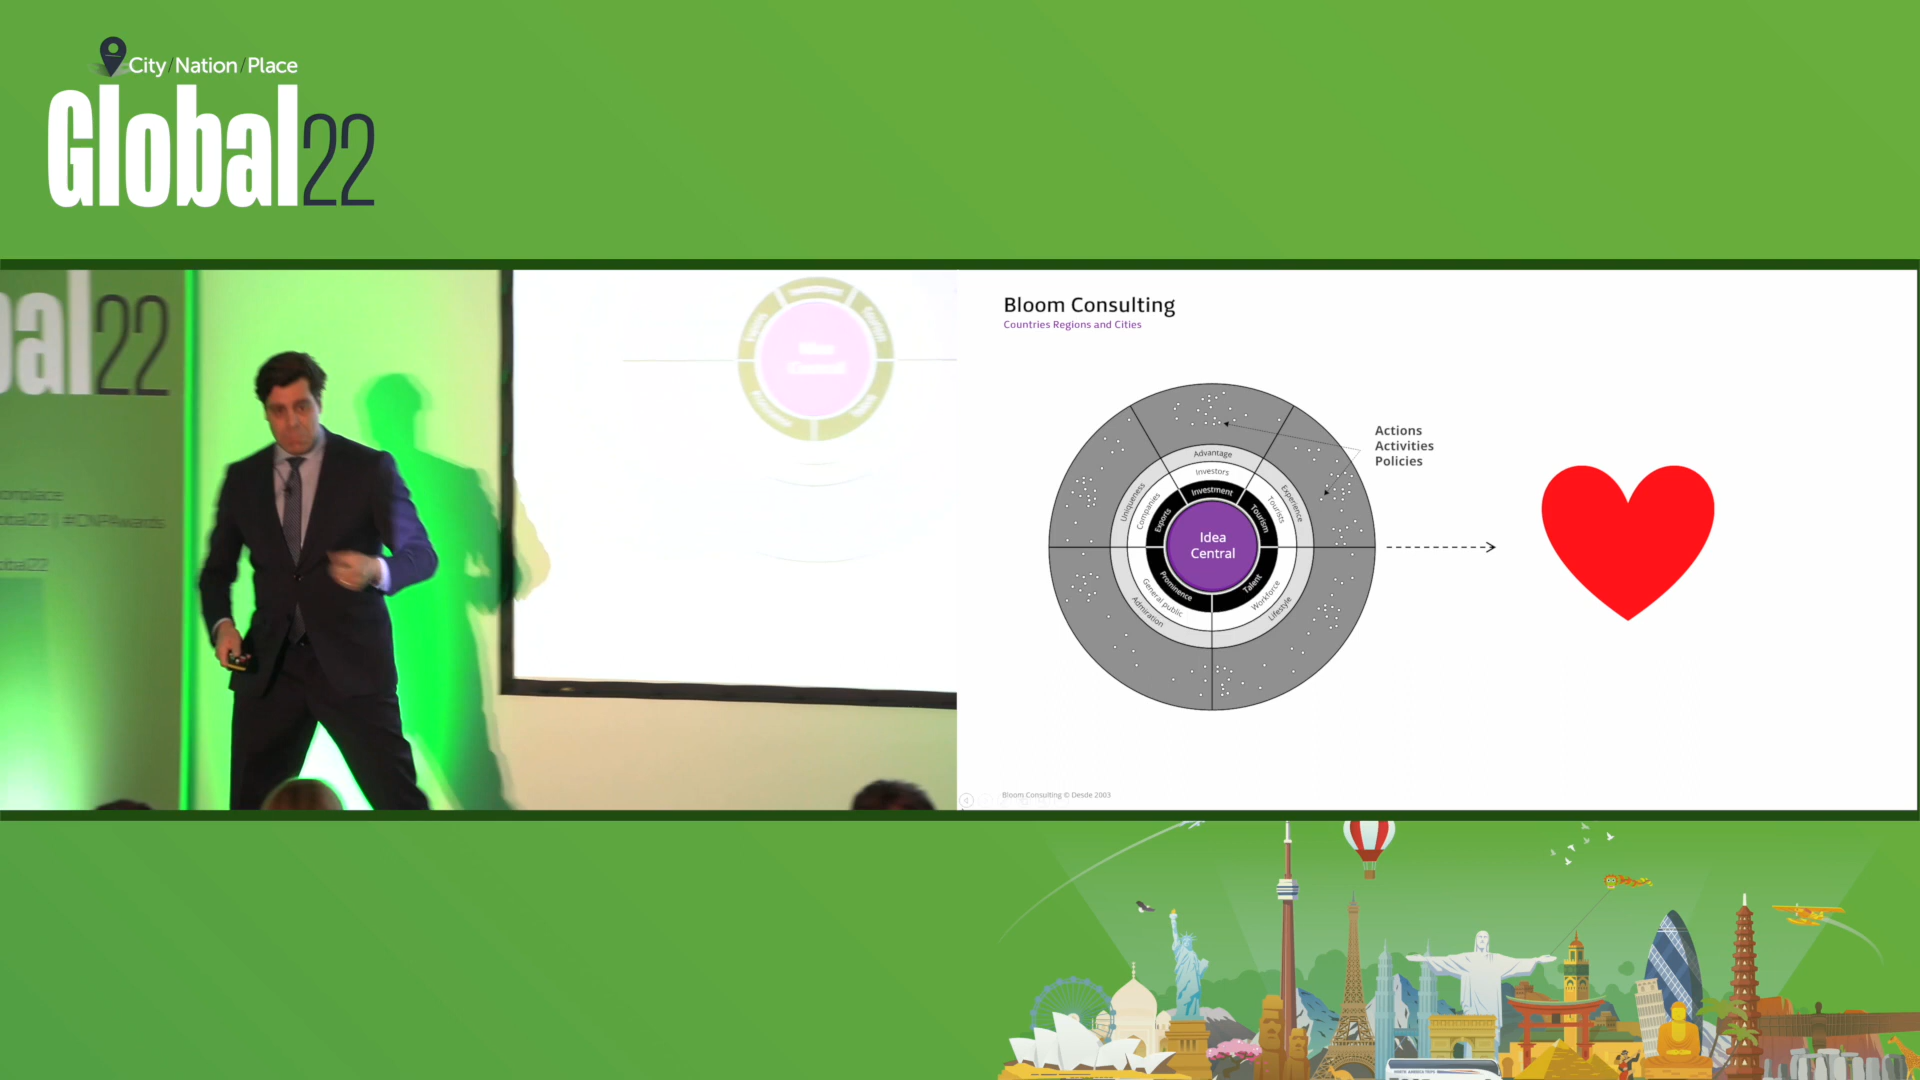 City/Nation/Place
Global22
bal22
Bloom Consulting
Countries Regions and Cities
Actions
Activities
Policies
Advantage
Investors
Investment
Uniqueness
Companies
Exports
Experience
Tourists
Tourism
Idea
Central
Prominence
General public
Admiration
Talent
Workforce
Lifestyle
Bloom Consulting © Desde 2003